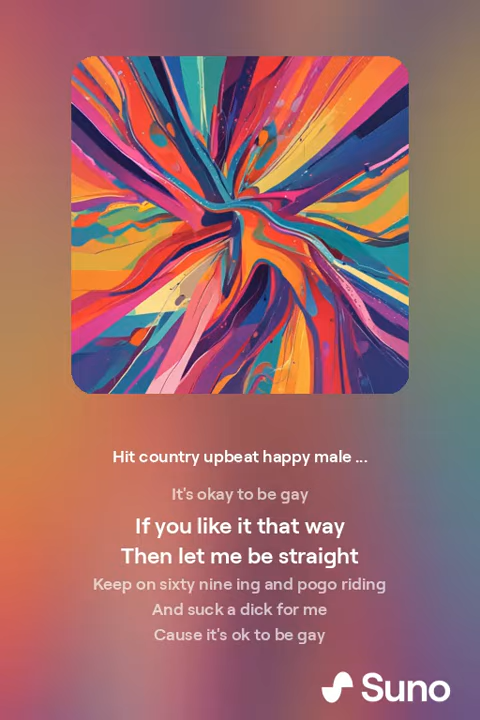 Hit country upbeat happy male ...
It's okay to be gay
If you like it that way
Then let me be straight
Keep on sixty nine ing and pogo riding
And suck a dick for me
Cause it's ok to be gay
Suno